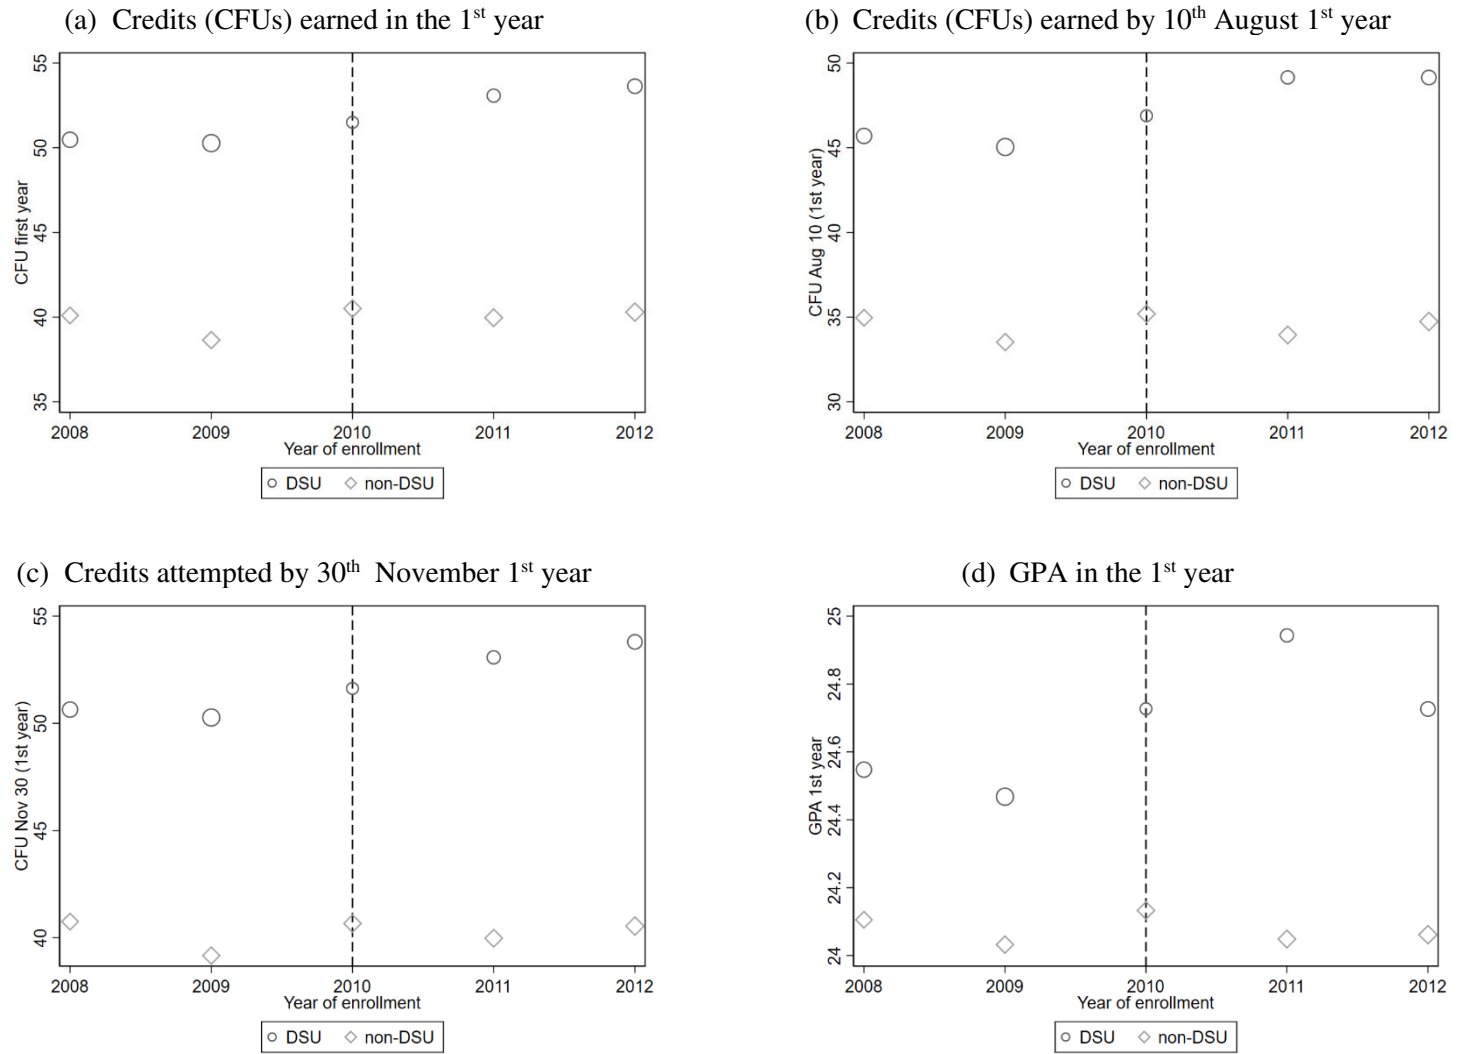 (a) Credits (CFUs) earned in the 1st year
55
50
45
40
35
CFU first year
2008 2009 2010 2011 2012
Year of enrollment
DSU non-DSU
(b) Credits (CFUs) earned by 10th August 1st year
50
45
40
35
30
CFU Aug 10 (1st year)
2008 2009 2010 2011 2012
Year of enrollment
DSU non-DSU
(c) Credits attempted by 30th November 1st year
55
50
45
40
CFU Nov 30 (1st year)
2008 2009 2010 2011 2012
Year of enrollment
DSU non-DSU
(d) GPA in the 1st year
25
24.8
24.6
24.4
24.2
24
GPA 1st year
2008 2009 2010 2011 2012
Year of enrollment
DSU non-DSU